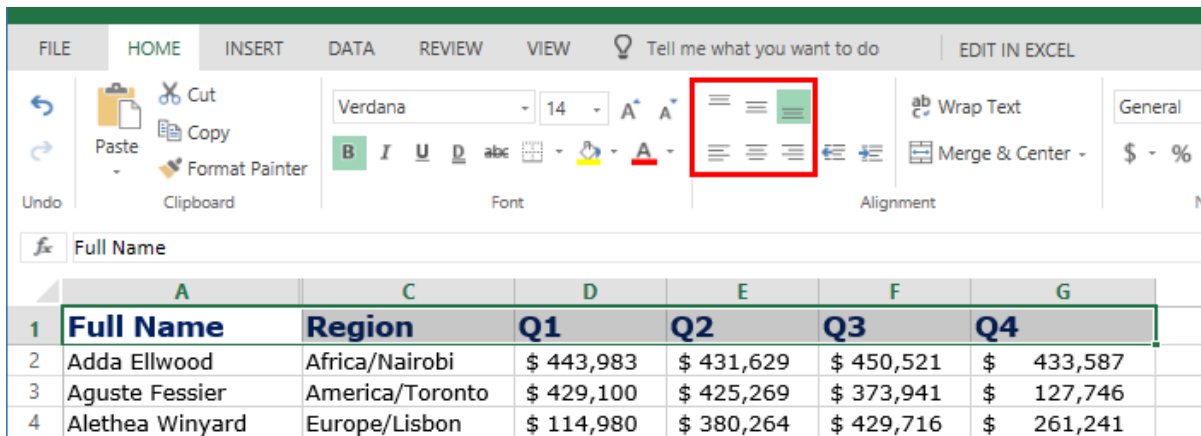 FILE HOME INSERT DATA REVIEW VIEW Tell me what you want to do EDIT IN EXCEL
Cut
Copy
Format Painter
Paste
Verdana 14 A A
B I U D abc A
ab Wrap Text
Merge & Center
General
$ %
Undo Clipboard Font Alignment
fx Full Name
A C D E F G
1 Full Name Region Q1 Q2 Q3 Q4
2 Adda Ellwood Africa/Nairobi $ 443,983 $ 431,629 $ 450,521 $ 433,587
3 Aguste Fessier America/Toronto $ 429,100 $ 425,269 $ 373,941 $ 127,746
4 Alethea Winyard Europe/Lisbon $ 114,980 $ 380,264 $ 429,716 $ 261,241